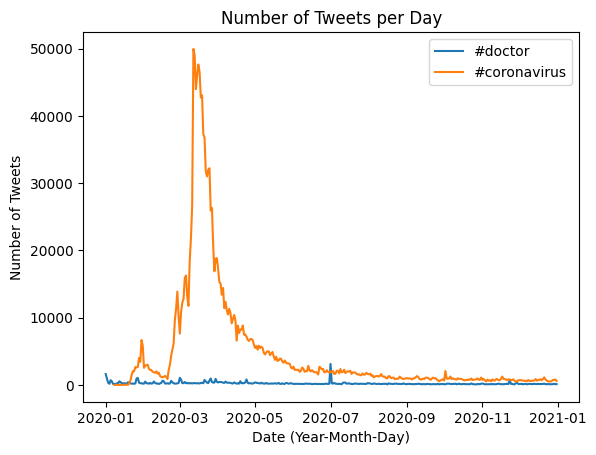 Number of Tweets per Day
#doctor
#coronavirus
Number of Tweets
50000
40000
30000
20000
10000
0
2020-01
2020-03
2020-05
2020-07
2020-09
2020-11
2021-01
Date (Year-Month-Day)